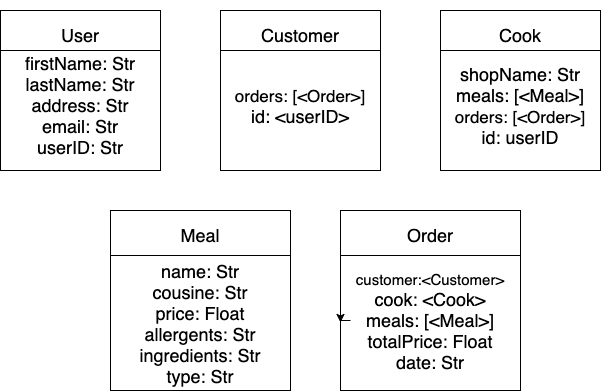 User
firstName: Str
lastName: Str
address: Str
email: Str
userID: Str
Customer
orders: [<Order>]
id: <userID>
Cook
shopName: Str
meals: [<Meal>]
orders: [<Order>]
id: userID
Meal
name: Str
cousine: Str
price: Float
allergents: Str
ingredients: Str
type: Str
Order
customer:<Customer>
cook: <Cook>
meals: [<Meal>]
totalPrice: Float
date: Str